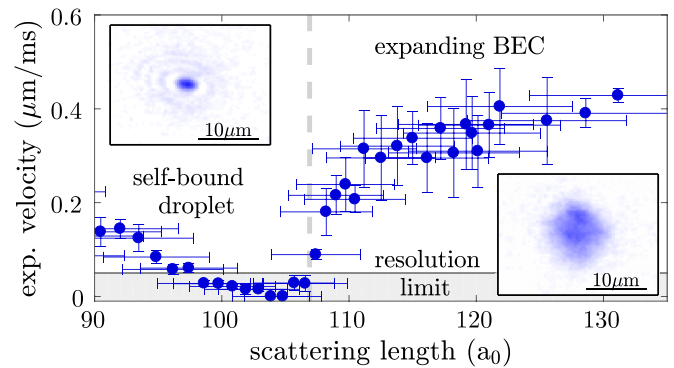 0.6
0.4
0.2
0
exp. velocity (μm/ms)
10μm
expanding BEC
self-bound
droplet
resolution
limit
10μm
90
100
110
120
130
scattering length (a₀)